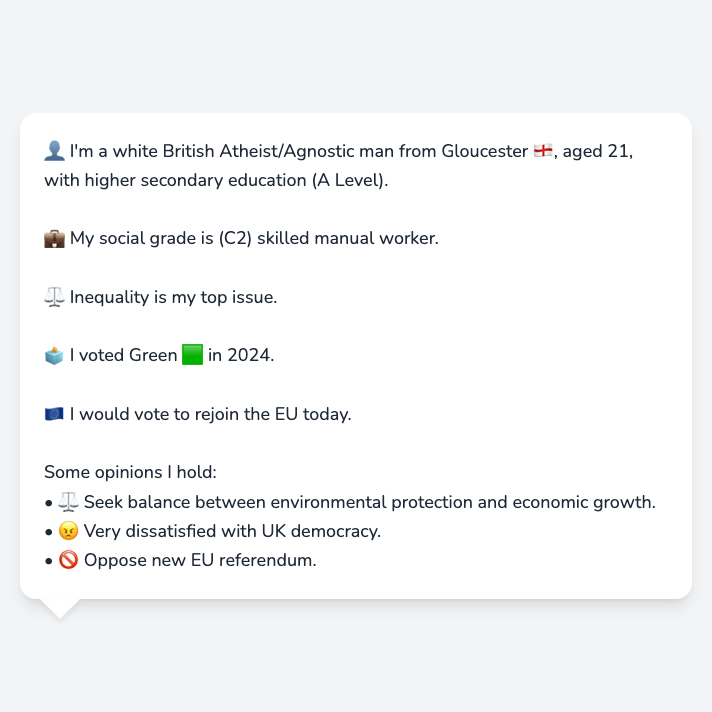 👤 I'm a white British Atheist/Agnostic man from Gloucester 🏴󠁧󠁢󠁥󠁮󠁧󠁿, aged 21,
with higher secondary education (A Level).
💼 My social grade is (C2) skilled manual worker.
⚖️ Inequality is my top issue.
🗳️ I voted Green 🟩 in 2024.
🇪🇺 I would vote to rejoin the EU today.
Some opinions I hold:
• ⚖️ Seek balance between environmental protection and economic growth.
• 😠 Very dissatisfied with UK democracy.
• 🚫 Oppose new EU referendum.